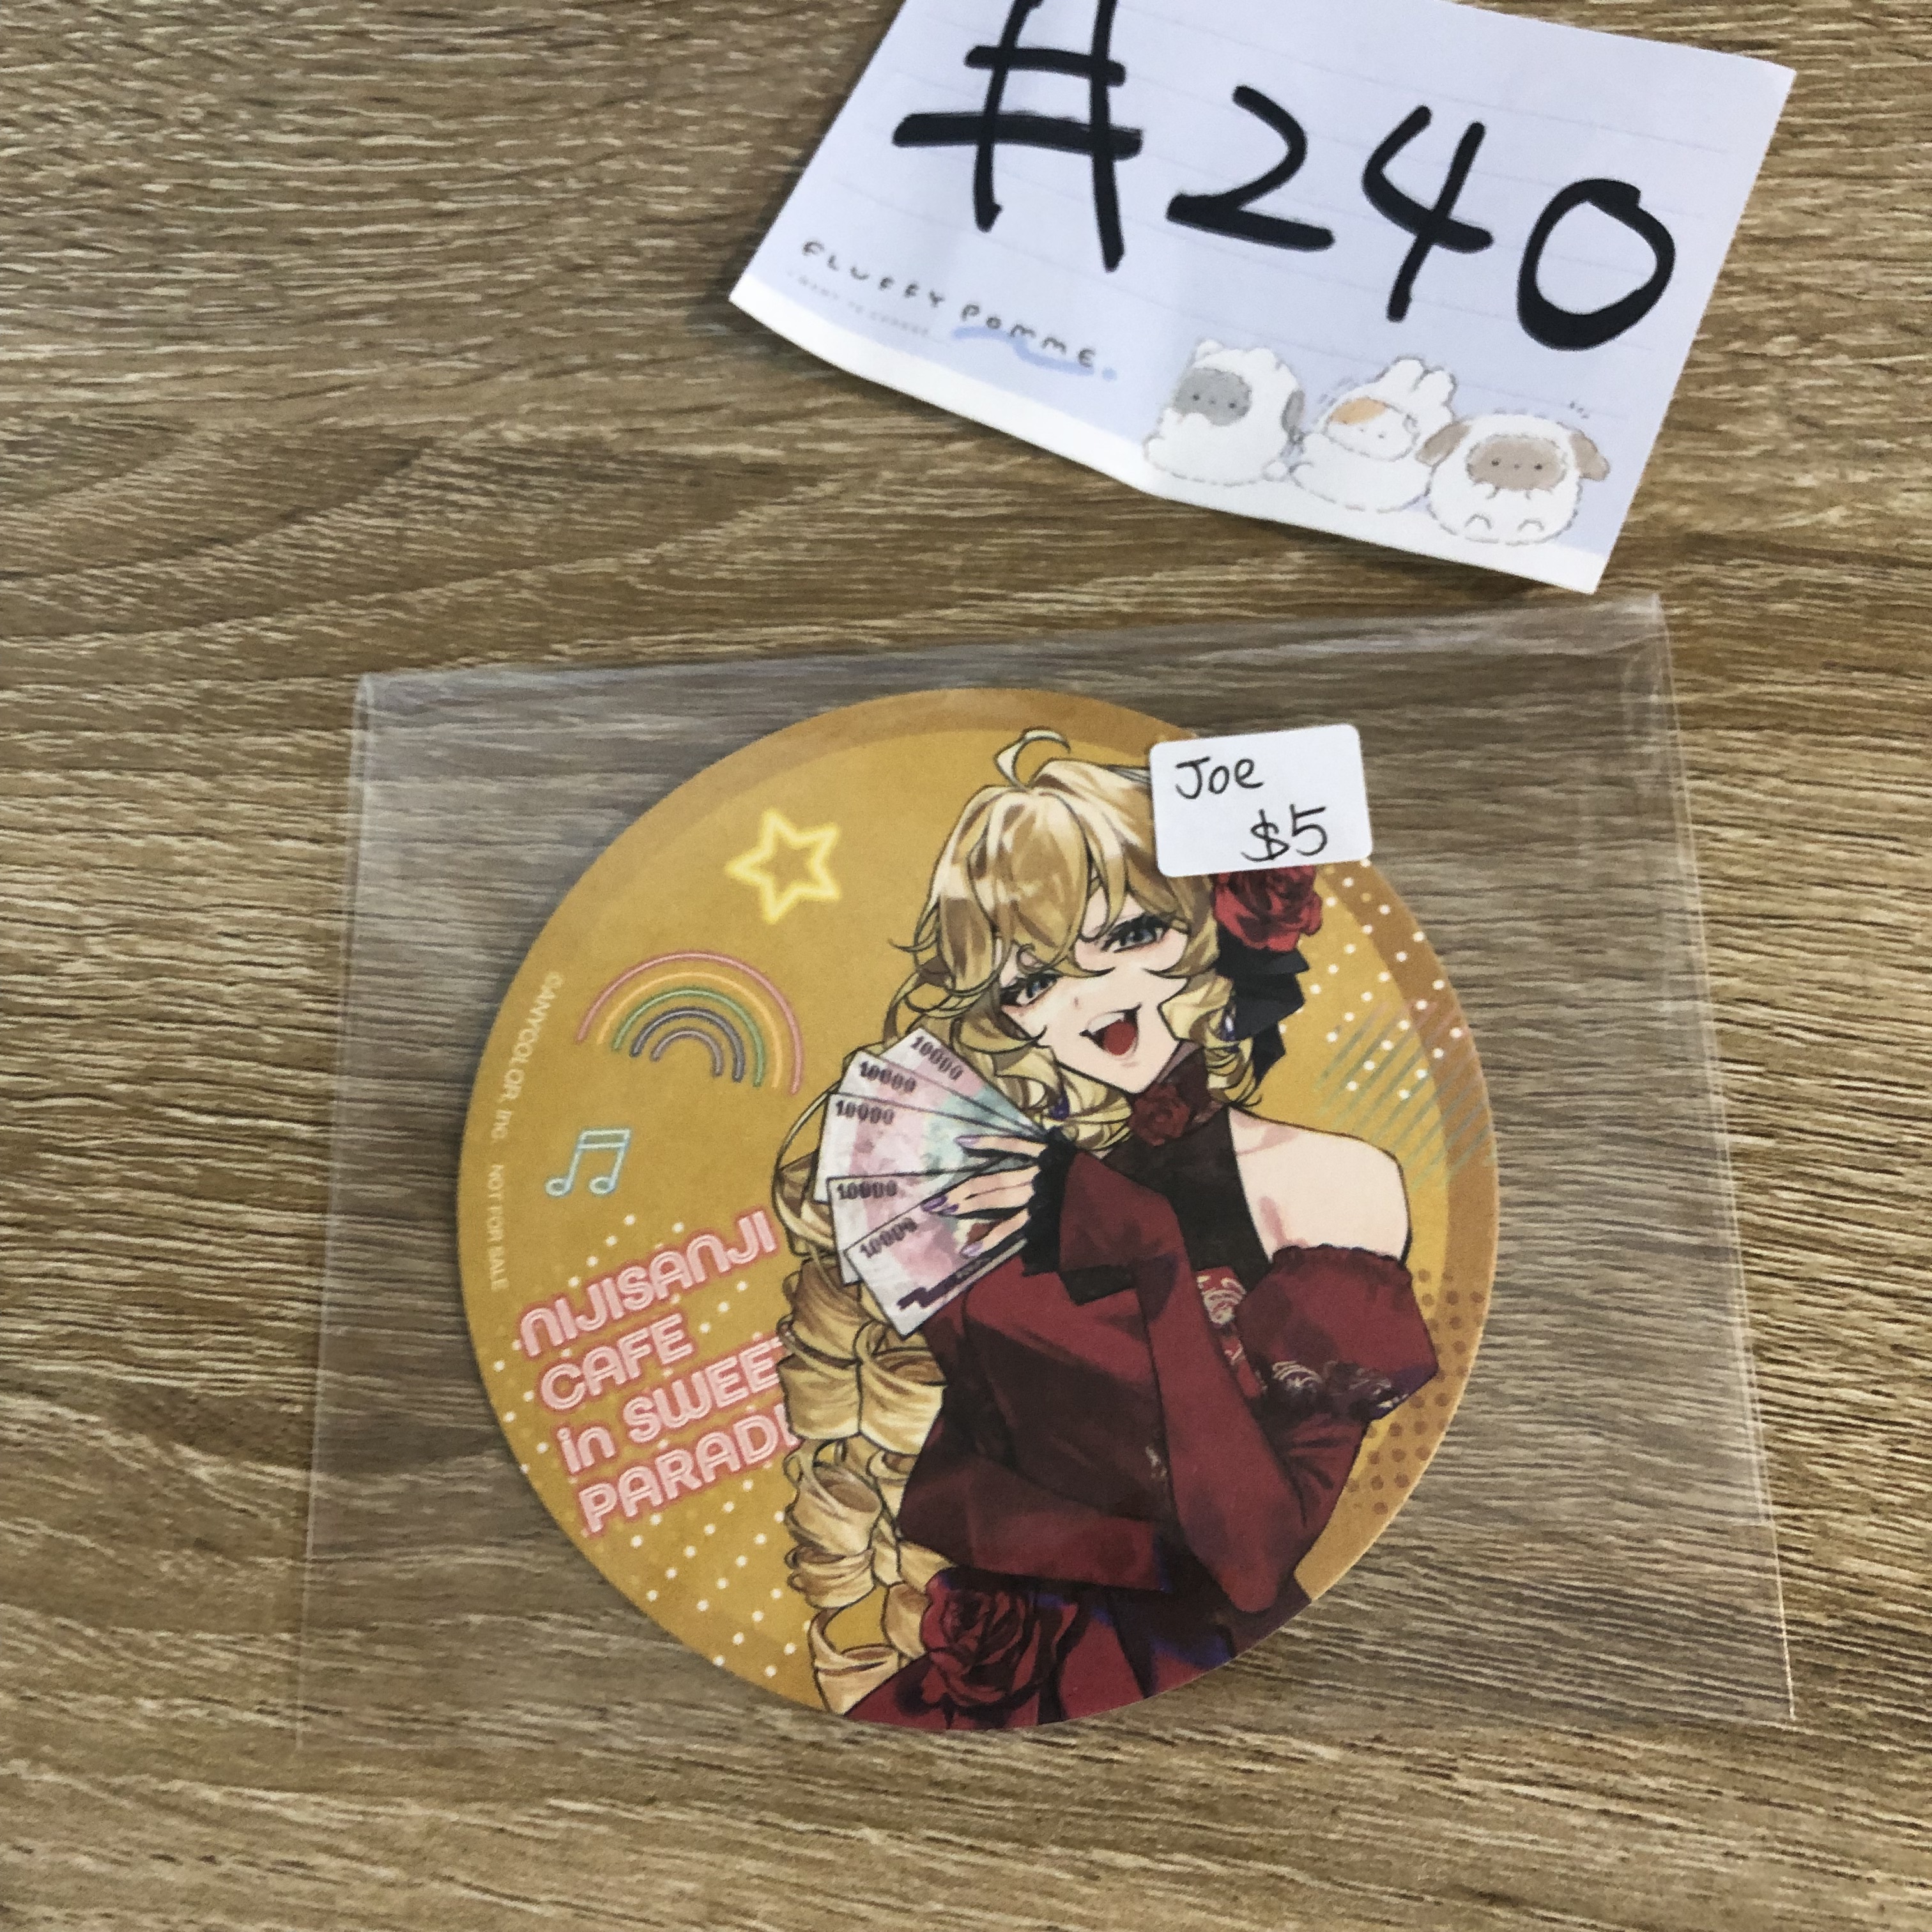 #240
FLUFFY POMME.
Joe
$5
10000
10000
10000
10000
10000
©ANYCOLOR, Inc. NOT FOR SALE
NIJISANJI
CAFE
in SWEET
PARADI